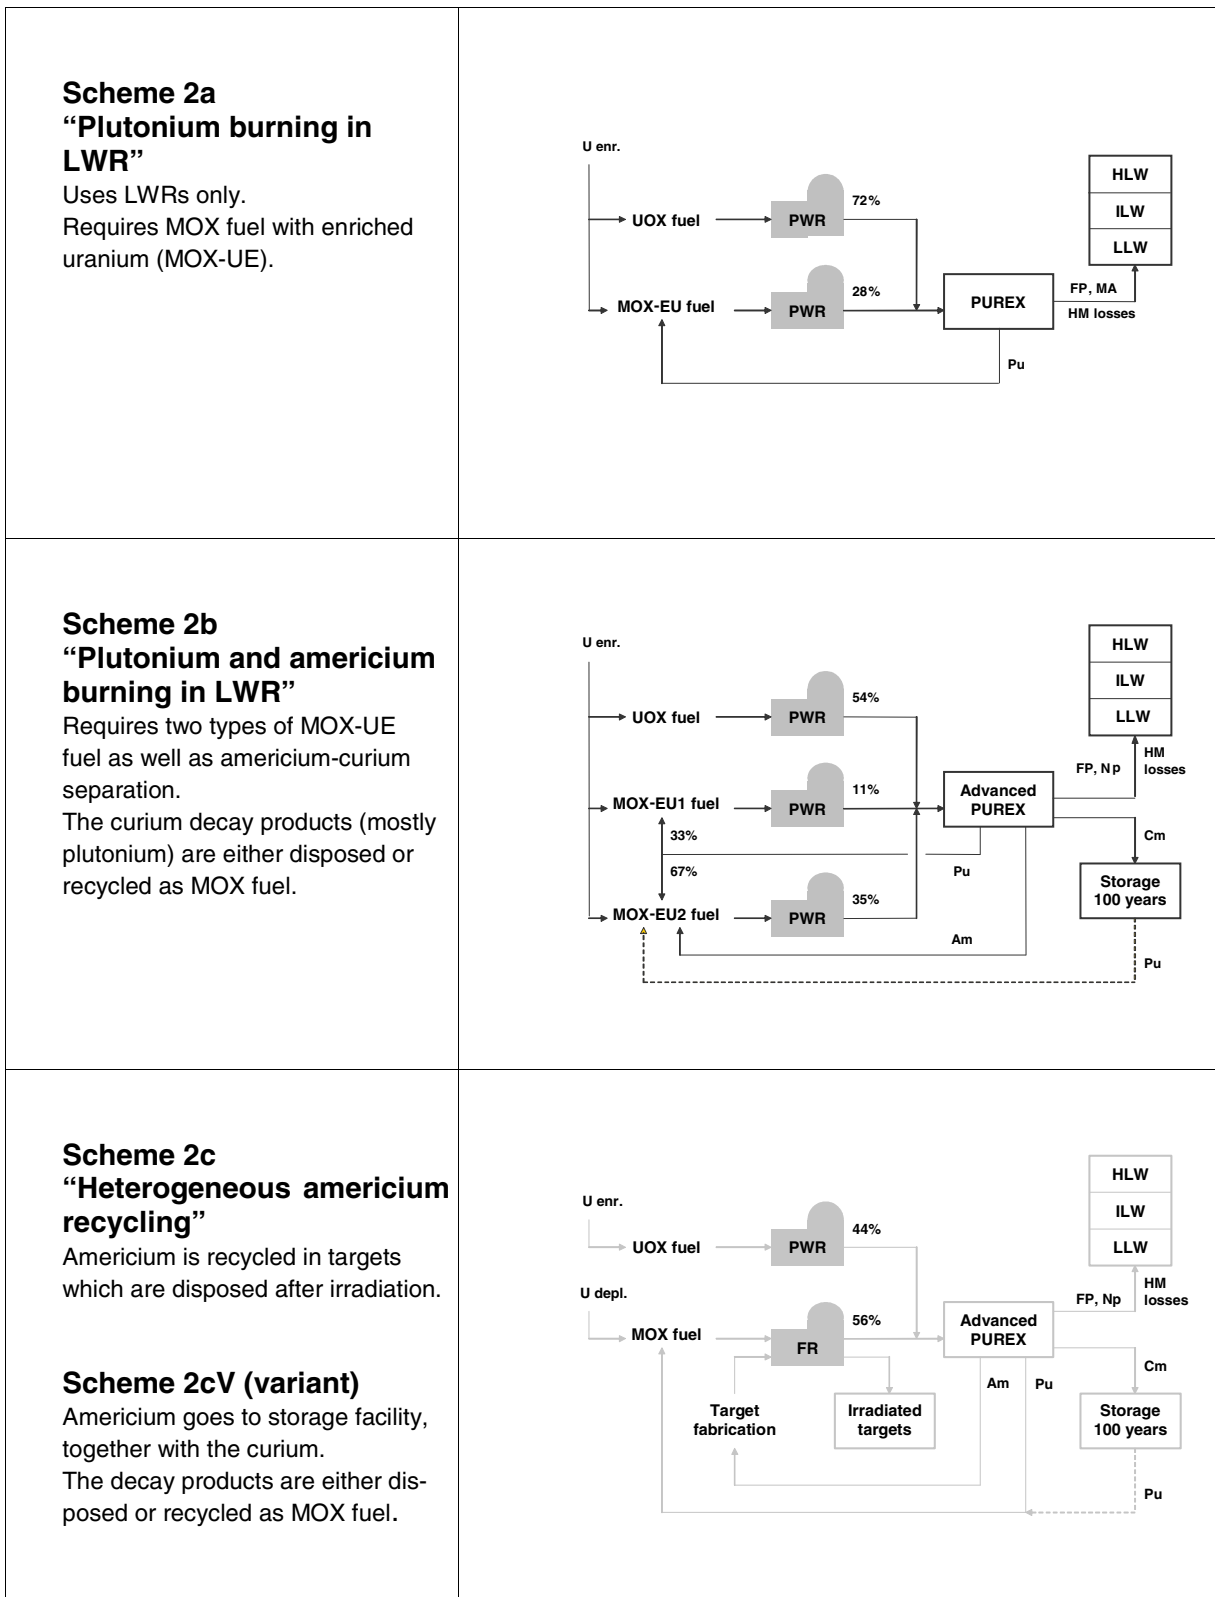 Scheme 2a
“Plutonium burning in
LWR”
Uses LWRs only.
Requires MOX fuel with enriched
uranium (MOX-UE).
U enr.
UOX fuel
PWR
72%
MOX-EU fuel
PWR
28%
PUREX
FP, MA
HM losses
HLW
ILW
LLW
Pu
Scheme 2b
“Plutonium and americium
burning in LWR”
Requires two types of MOX-UE
fuel as well as americium-curium
separation.
The curium decay products (mostly
plutonium) are either disposed or
recycled as MOX fuel.
U enr.
UOX fuel
PWR
54%
MOX-EU1 fuel
PWR
11%
33%
67%
MOX-EU2 fuel
PWR
35%
Advanced
PUREX
FP, Np
HM
losses
HLW
ILW
LLW
Cm
Storage
100 years
Pu
Am
Pu
Scheme 2c
“Heterogeneous americium
recycling”
Americium is recycled in targets
which are disposed after irradiation.
Scheme 2cV (variant)
Americium goes to storage facility,
together with the curium.
The decay products are either dis-
posed or recycled as MOX fuel.
U enr.
UOX fuel
PWR
44%
U depl.
MOX fuel
FR
56%
Target
fabrication
Irradiated
targets
Advanced
PUREX
FP, Np
HM
losses
HLW
ILW
LLW
Am
Pu
Cm
Storage
100 years
Pu